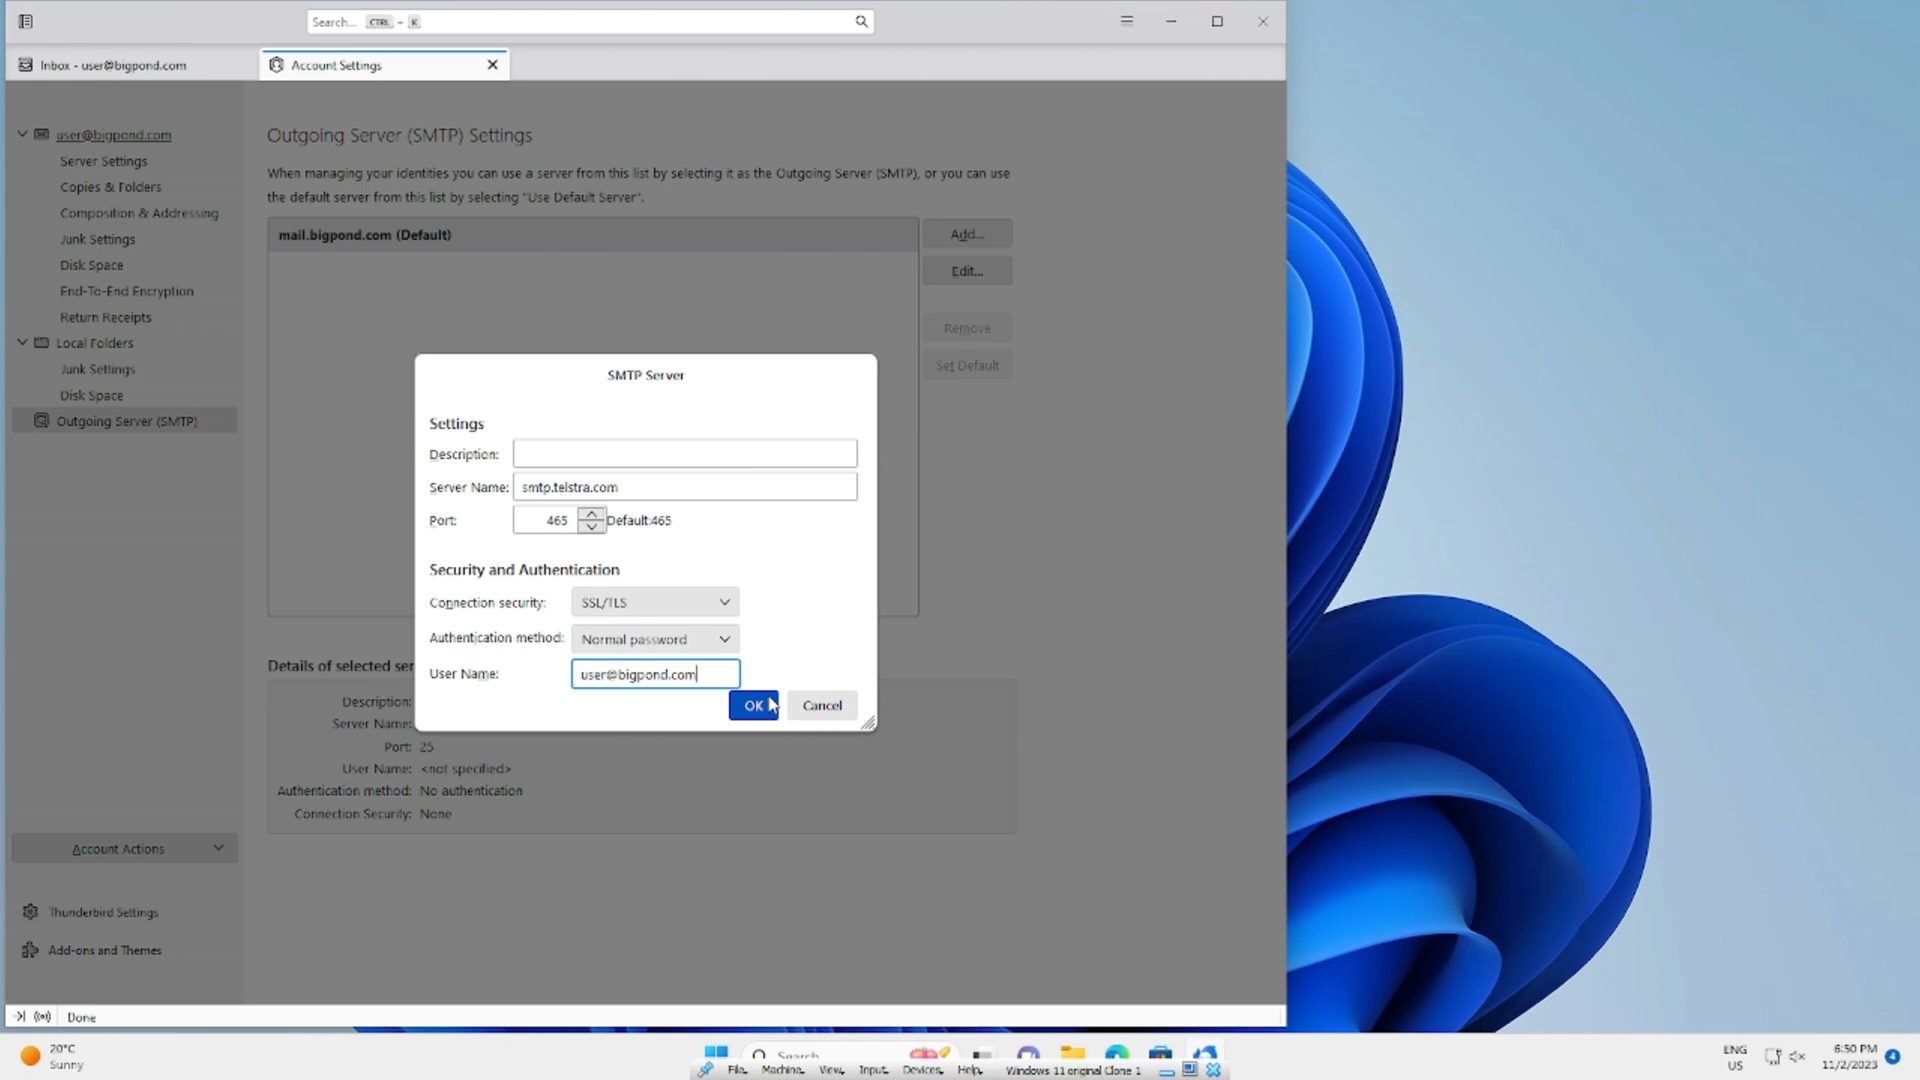 Search... CTRL + K
Inbox - user@bigpond.com
Account Settings
user@bigpond.com
Server Settings
Copies & Folders
Composition & Addressing
Junk Settings
Disk Space
End-To-End Encryption
Return Receipts
Local Folders
Junk Settings
Disk Space
Outgoing Server (SMTP)
Account Actions
Thunderbird Settings
Add-ons and Themes
Outgoing Server (SMTP) Settings
When managing your identities you can use a server from this list by selecting it as the Outgoing Server (SMTP), or you can use
the default server from this list by selecting "Use Default Server".
mail.bigpond.com (Default)
Add...
Edit...
Remove
Set Default
SMTP Server
Settings
Description:
Server Name: smtp.telstra.com
Port: 465 Default:465
Security and Authentication
Connection security: SSL/TLS
Authentication method: Normal password
User Name: user@bigpond.com
OK Cancel
Details of selected ser
Description:
Server Name:
Port: 25
User Name: <not specified>
Authentication method: No authentication
Connection Security: None
Done
20°C
Sunny
Search
File Machine View Input Devices Help Windows 11 original Clone 1
ENG
US
6:50 PM
11/2/2023
4